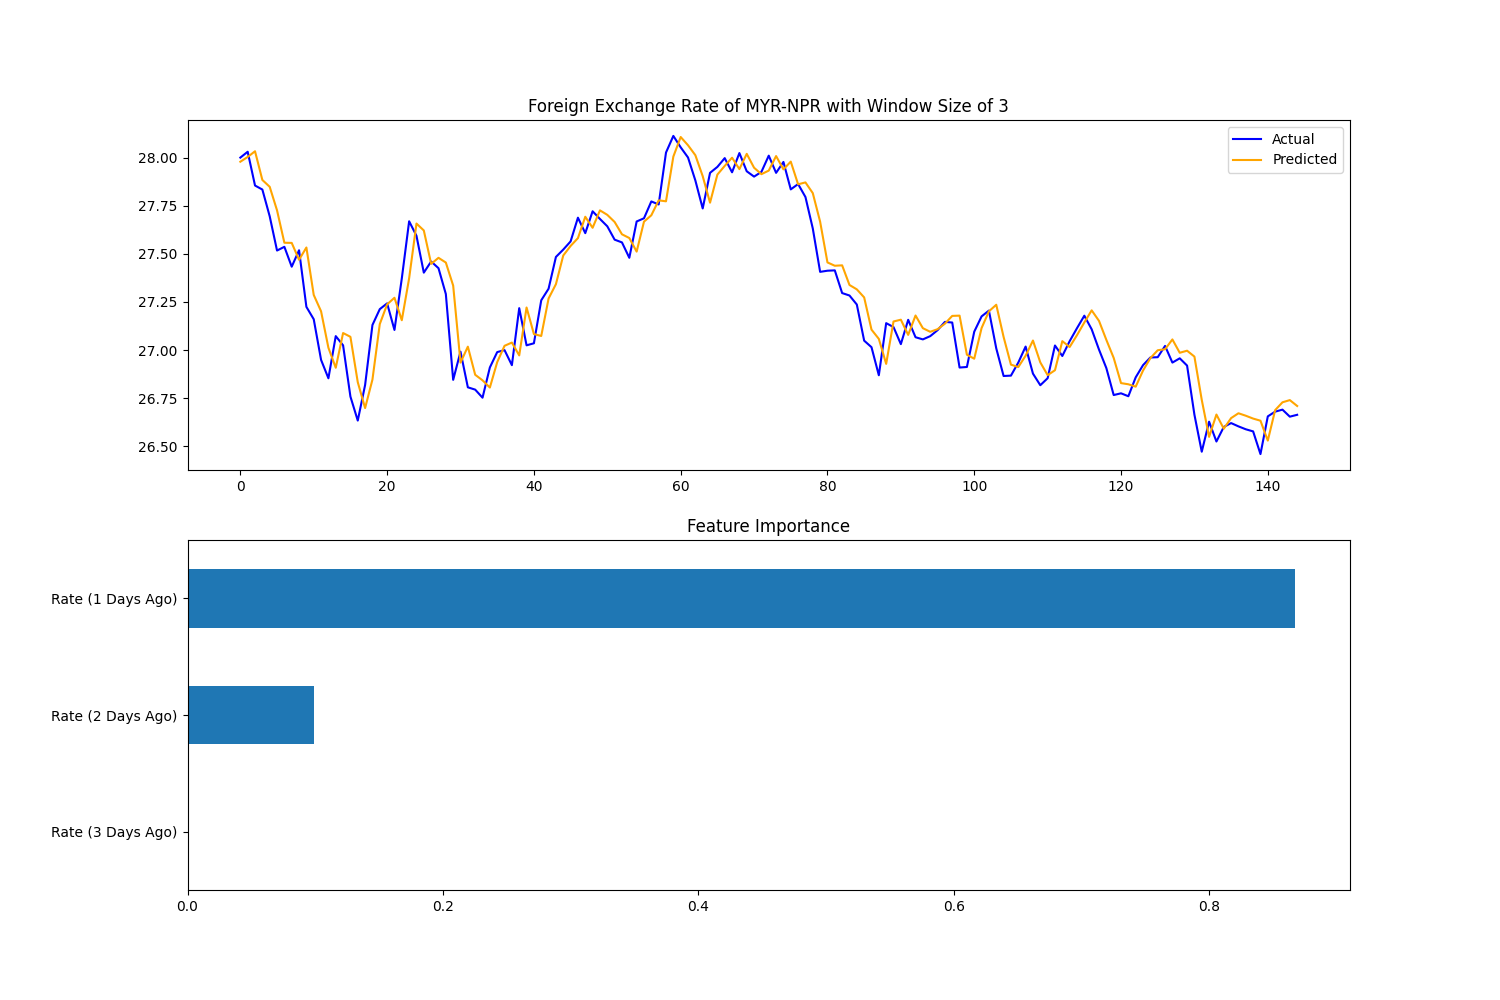 Foreign Exchange Rate of MYR-NPR with Window Size of 3
Actual
Predicted
28.00
27.75
27.50
27.25
27.00
26.75
26.50
0 20 40 60 80 100 120 140
Feature Importance
Rate (1 Days Ago)
Rate (2 Days Ago)
Rate (3 Days Ago)
0.0 0.2 0.4 0.6 0.8